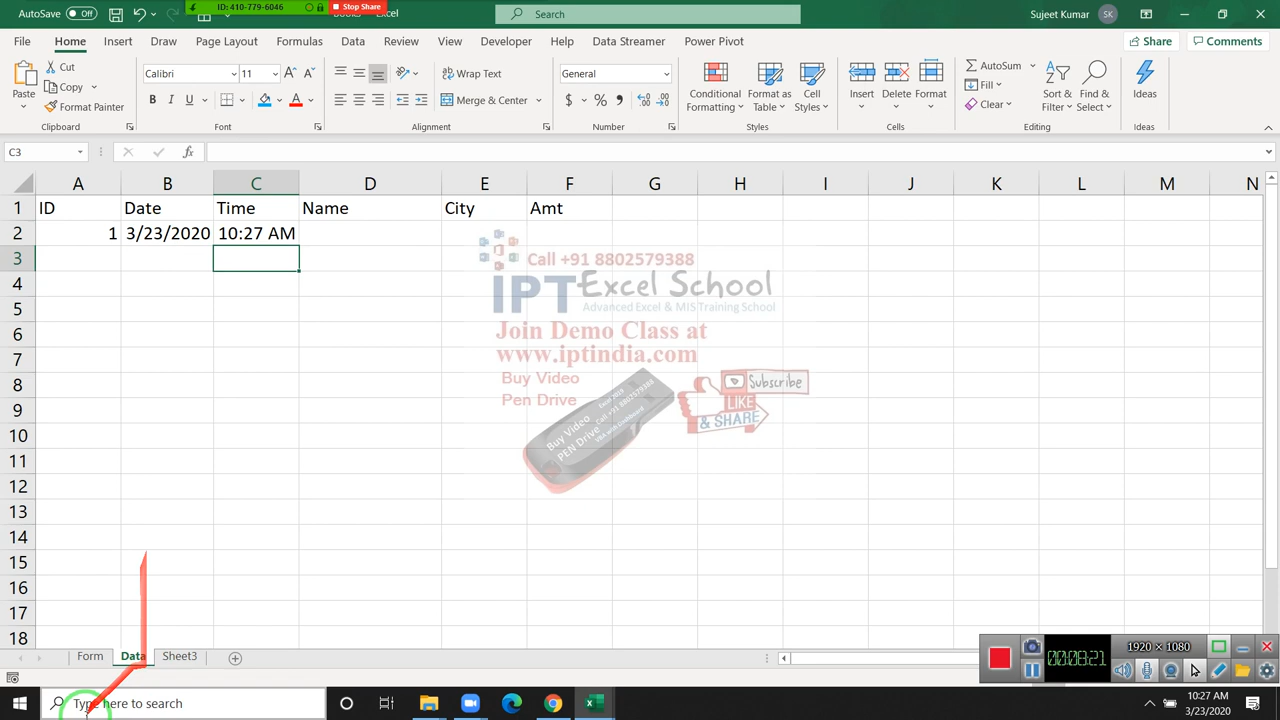 AutoSave Off
ID: 410-779-6046 Stop Share
Excel
Search
Sujeet Kumar SK
File Home Insert Draw Page Layout Formulas Data Review View Developer Help Data Streamer Power Pivot Share Comments
Paste Cut Copy Format Painter Clipboard
Calibri 11 B I U A Font
Wrap Text Merge & Center Alignment
General $ % Number
Conditional Formatting Format as Table Cell Styles Styles
Insert Delete Format Cells
AutoSum Fill Clear Sort & Filter Find & Select Editing
Ideas Ideas
C3 fx
A B C D E F G H I J K L M N
1 ID Date Time Name City Amt
2 1 3/23/2020 10:27 AM
3
4
5
6
7
8
9
10
11
12
13
14
15
16
17
18
Call +91 8802579388
IPT Excel School
Advanced Excel & MIS Training School
Join Demo Class at
www.iptindia.com
Buy Video
Pen Drive
Subscribe
LIKE
& SHARE
Buy Video
PEN Drive
Call +91 8802579388
Form Data Sheet3
00:08:21 1920 × 1080
Type here to search
10:27 AM
3/23/2020